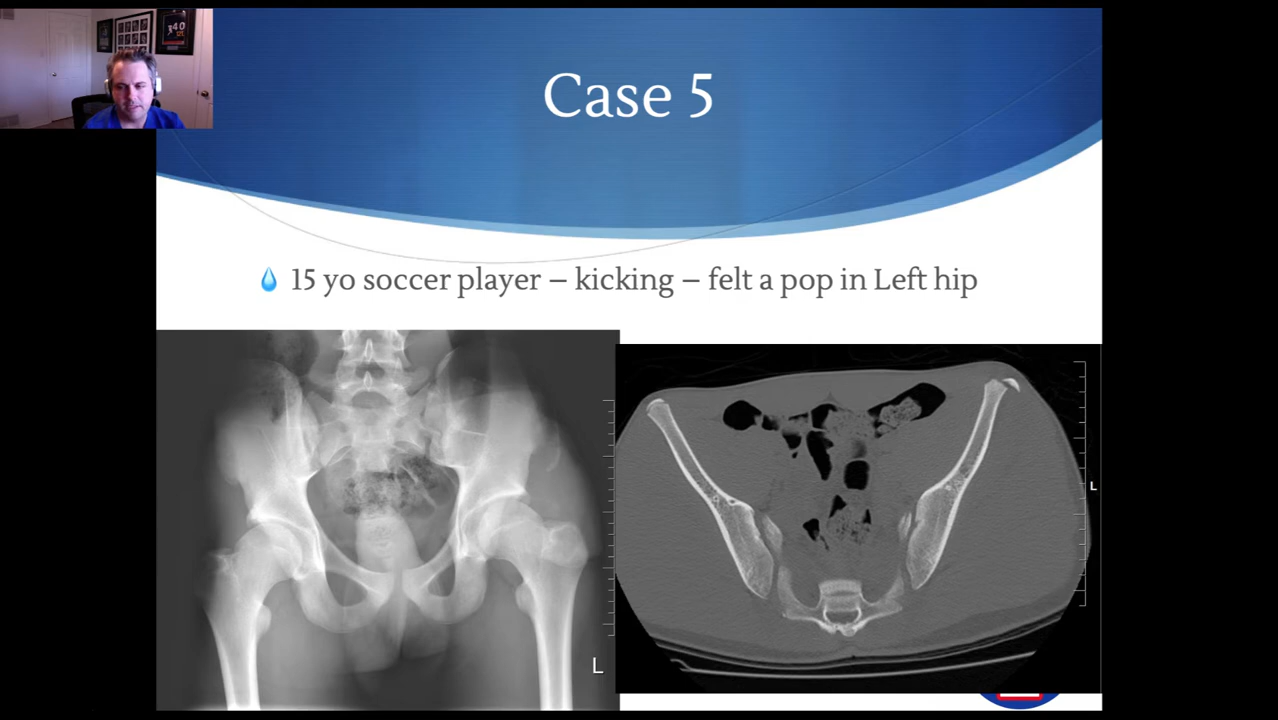 Case 5
15 yo soccer player – kicking – felt a pop in Left hip
L
L